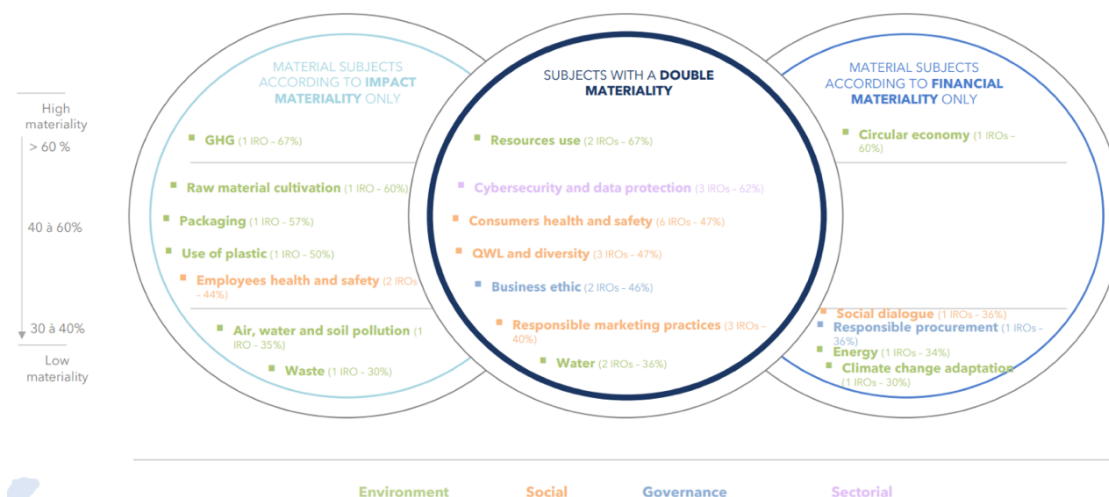 High
materiality
> 60 %
40 à 60%
30 à 40%
Low
materiality
MATERIAL SUBJECTS
ACCORDING TO IMPACT
MATERIALITY ONLY
GHG (1 IRO – 67%)
Raw material cultivation (1 IRO – 60%)
Packaging (1 IRO – 57%)
Use of plastic (1 IRO – 50%)
Employees health and safety (2 IROs
– 44%)
Air, water and soil pollution (1
IRO – 35%)
Waste (1 IRO – 30%)
SUBJECTS WITH A DOUBLE
MATERIALITY
Resources use (2 IROs – 67%)
Cybersecurity and data protection (3 IROs – 62%)
Consumers health and safety (6 IROs – 47%)
QWL and diversity (3 IROs – 47%)
Business ethic (2 IROs – 46%)
Responsible marketing practices (3 IROs –
40%)
Water (2 IROs – 36%)
MATERIAL SUBJECTS
ACCORDING TO FINANCIAL
MATERIALITY ONLY
Circular economy (1 IROs –
60%)
Social dialogue (1 IROs – 36%)
Responsible procurement (1 IROs –
36%)
Energy (1 IROs – 34%)
Climate change adaptation
(1 IROs – 30%)
Environment
Social
Governance
Sectorial